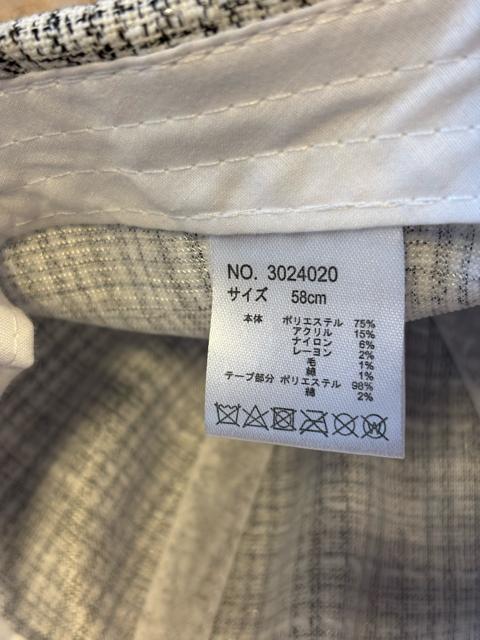 NO. 3024020
サイズ 58cm
本体 ポリエステル 75%
アクリル 15%
ナイロン 6%
レーヨン 2%
毛 1%
綿 1%
テープ部分 ポリエステル 98%
綿 2%